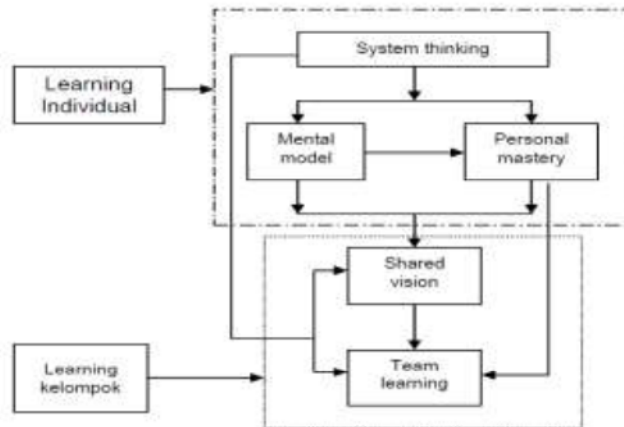 System thinking
Learning
Individual
Mental
model
Personal
mastery
Shared
vision
Learning
kelompok
Team
learning